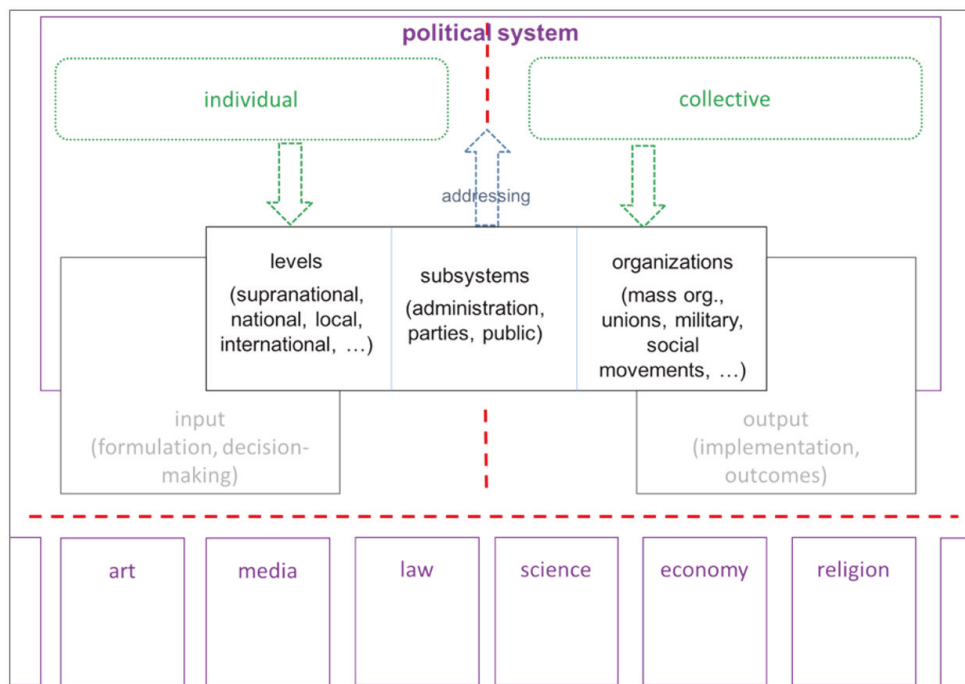 political system
individual
collective
addressing
levels
(supranational,
national, local,
international, …)
subsystems
(administration,
parties, public)
organizations
(mass org.,
unions, military,
social
movements, …)
input
(formulation, decision-
making)
output
(implementation,
outcomes)
art
media
law
science
economy
religion